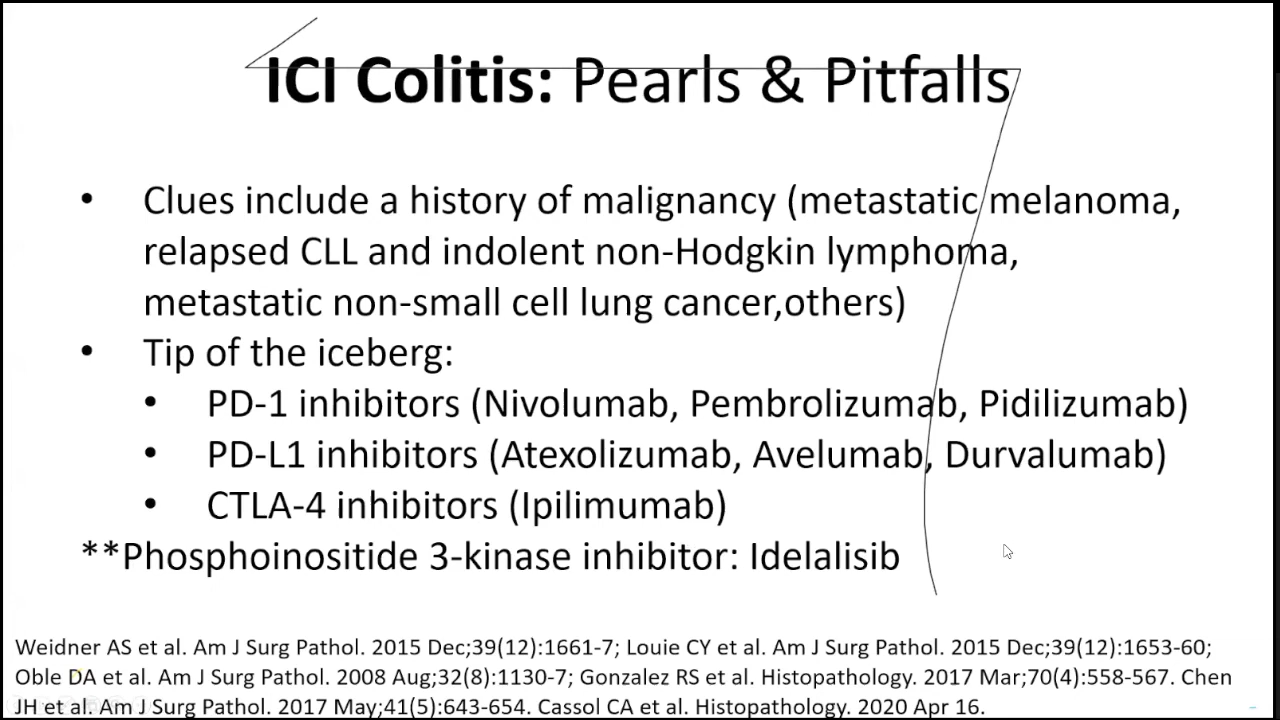 ICI Colitis: Pearls & Pitfalls
• Clues include a history of malignancy (metastatic melanoma,
relapsed CLL and indolent non-Hodgkin lymphoma,
metastatic non-small cell lung cancer,others)
• Tip of the iceberg:
• PD-1 inhibitors (Nivolumab, Pembrolizumab, Pidilizumab)
• PD-L1 inhibitors (Atexolizumab, Avelumab, Durvalumab)
• CTLA-4 inhibitors (Ipilimumab)
**Phosphoinositide 3-kinase inhibitor: Idelalisib
Weidner AS et al. Am J Surg Pathol. 2015 Dec;39(12):1661-7; Louie CY et al. Am J Surg Pathol. 2015 Dec;39(12):1653-60;
Oble DA et al. Am J Surg Pathol. 2008 Aug;32(8):1130-7; Gonzalez RS et al. Histopathology. 2017 Mar;70(4):558-567. Chen
JH et al. Am J Surg Pathol. 2017 May;41(5):643-654. Cassol CA et al. Histopathology. 2020 Apr 16.